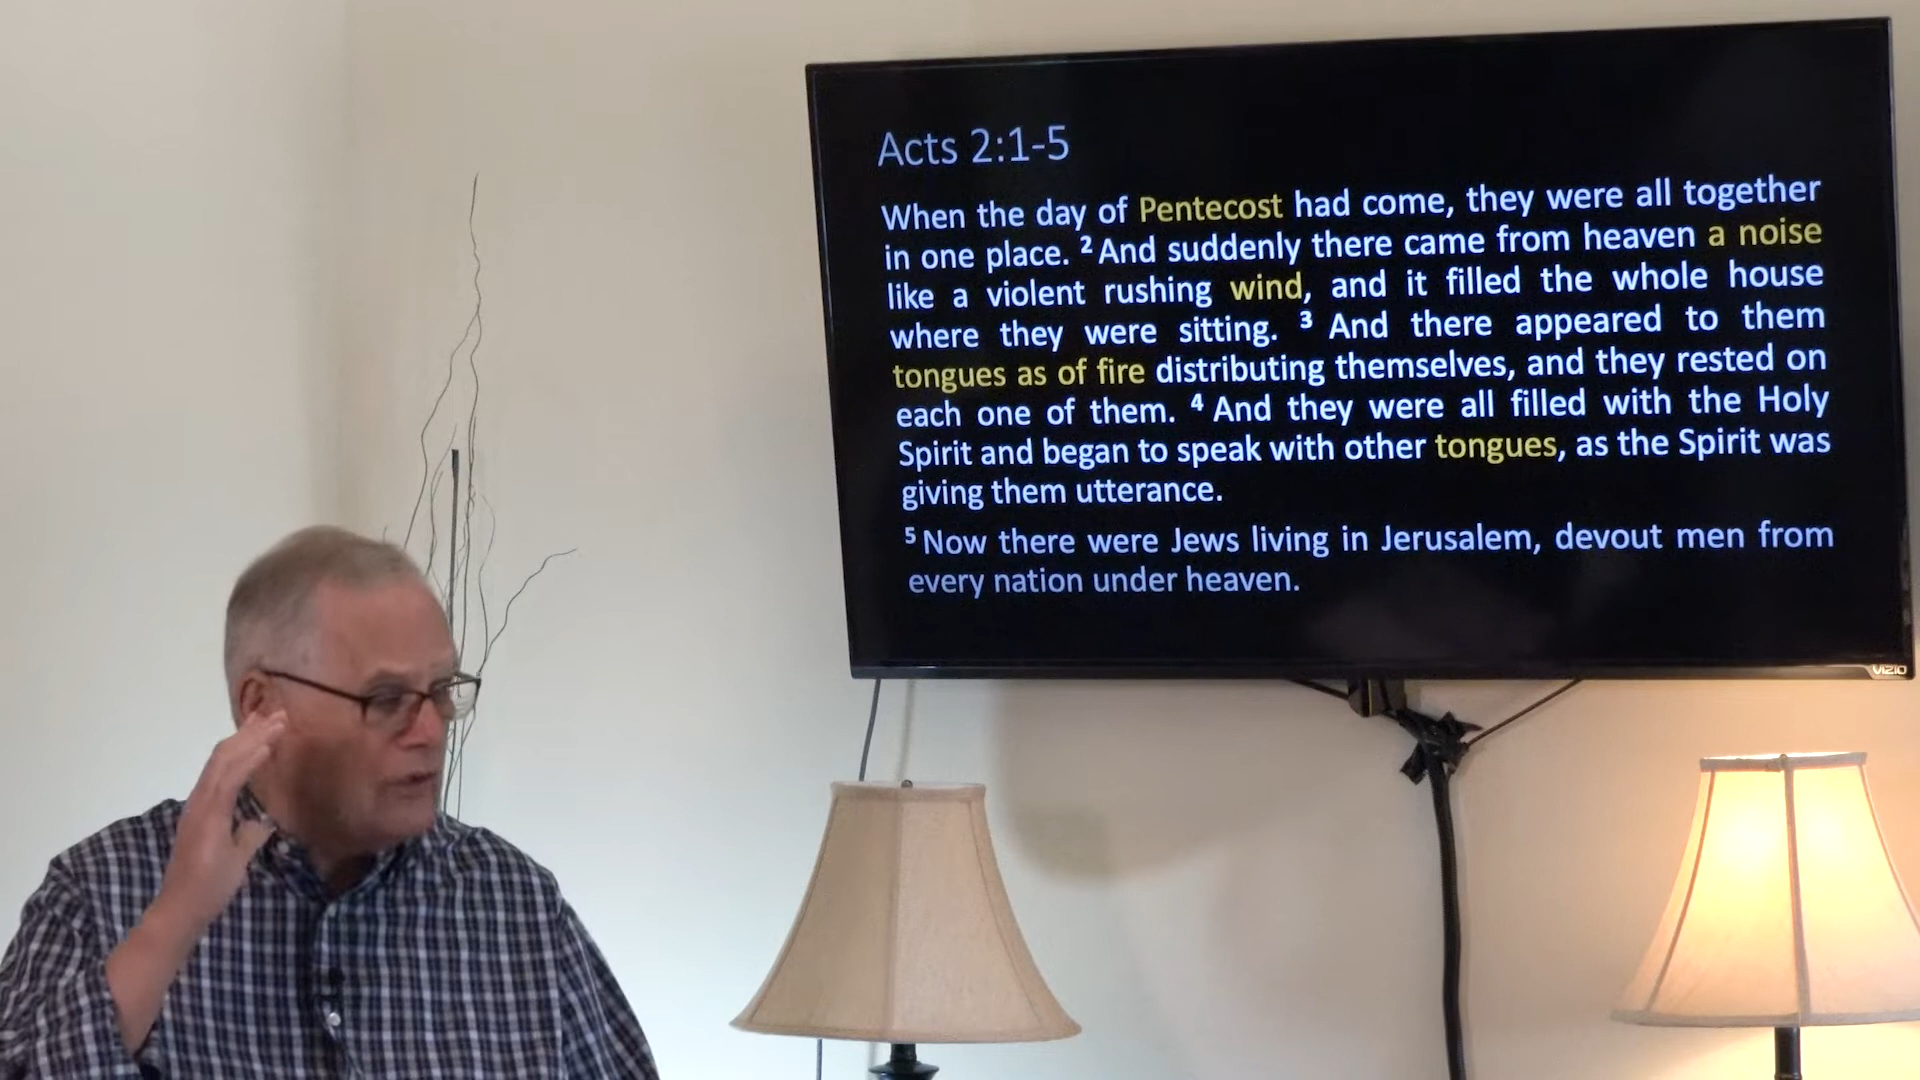 Acts 2:1-5
When the day of Pentecost had come, they were all together
in one place. ² And suddenly there came from heaven a noise
like a violent rushing wind, and it filled the whole house
where they were sitting. ³ And there appeared to them
tongues as of fire distributing themselves, and they rested on
each one of them. ⁴ And they were all filled with the Holy
Spirit and began to speak with other tongues, as the Spirit was
giving them utterance.
⁵ Now there were Jews living in Jerusalem, devout men from
every nation under heaven.
VIZIO